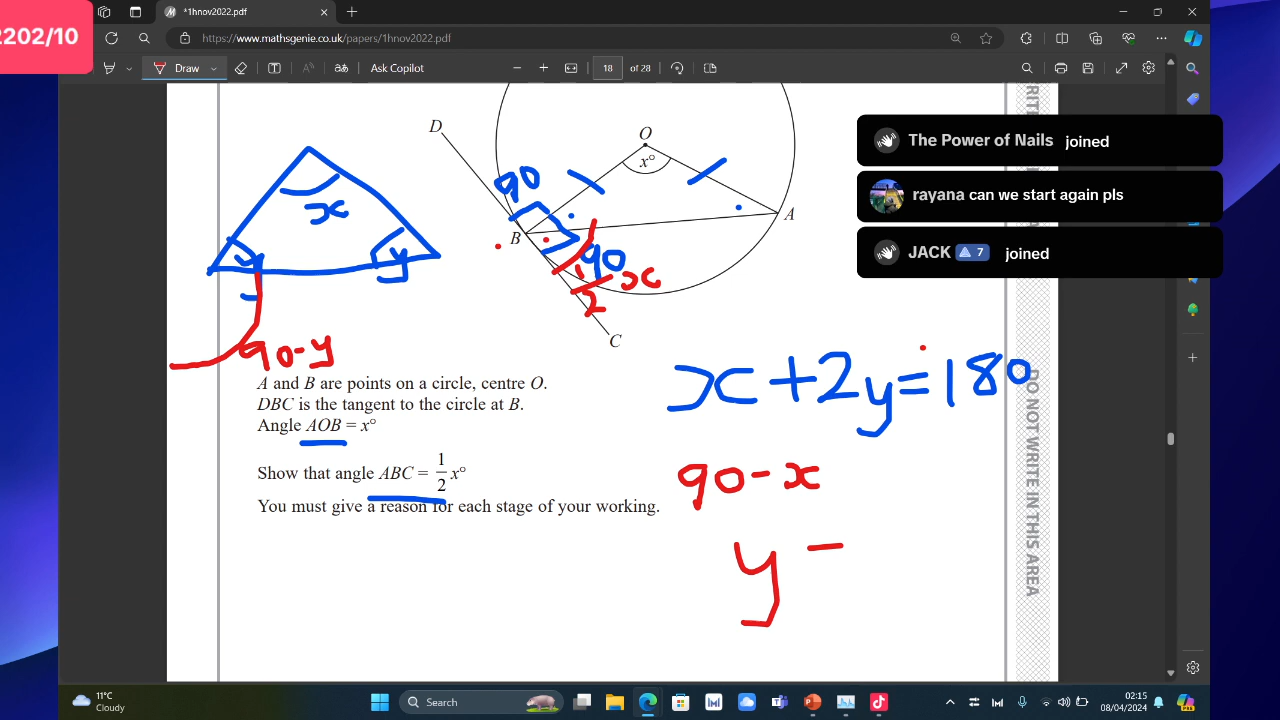 2202/10
*1hnov2022.pdf
https://www.mathsgenie.co.uk/papers/1hnov2022.pdf
Draw
Ask Copilot
18 of 28
The Power of Nails joined
rayana can we start again pls
JACK 7 joined
D
O
x°
A
B
C
90
90
1/2 x
x
y
y
90-y
A and B are points on a circle, centre O.
DBC is the tangent to the circle at B.
Angle AOB = x°
Show that angle ABC = 1/2 x°
You must give a reason for each stage of your working.
x+2y=180
90-x
y
DO NOT WRITE IN THIS AREA
11°C
Cloudy
Search
02:15
08/04/2024